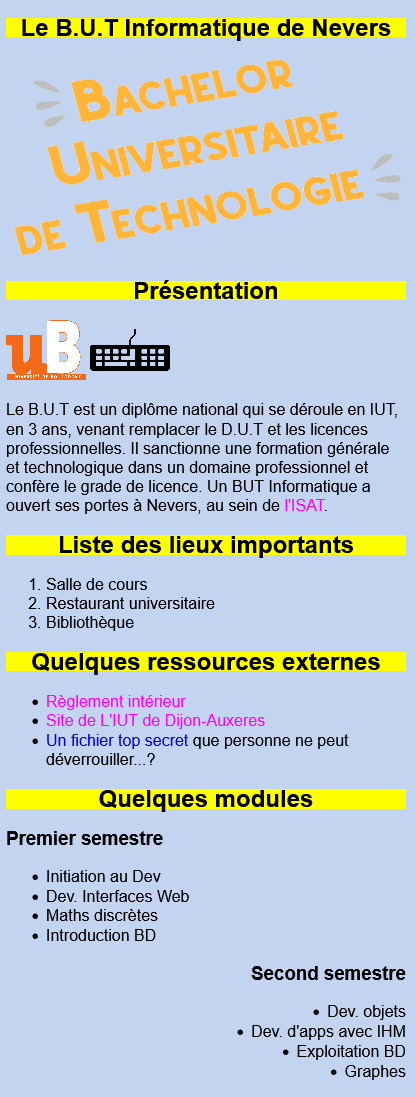 Le B.U.T Informatique de Nevers
BACHELOR
UNIVERSITAIRE
DE TECHNOLOGIE
Présentation
uB
Le B.U.T est un diplôme national qui se déroule en IUT,
en 3 ans, venant remplacer le D.U.T et les licences
professionnelles. Il sanctionne une formation générale
et technologique dans un domaine professionnel et
confère le grade de licence. Un BUT Informatique a
ouvert ses portes à Nevers, au sein de l'ISAT.
Liste des lieux importants
1. Salle de cours
2. Restaurant universitaire
3. Bibliothèque
Quelques ressources externes
• Règlement intérieur
• Site de L'IUT de Dijon-Auxeres
• Un fichier top secret que personne ne peut
déverrouiller...?
Quelques modules
Premier semestre
• Initiation au Dev
• Dev. Interfaces Web
• Maths discrètes
• Introduction BD
Second semestre
• Dev. objets
• Dev. d'apps avec IHM
• Exploitation BD
• Graphes